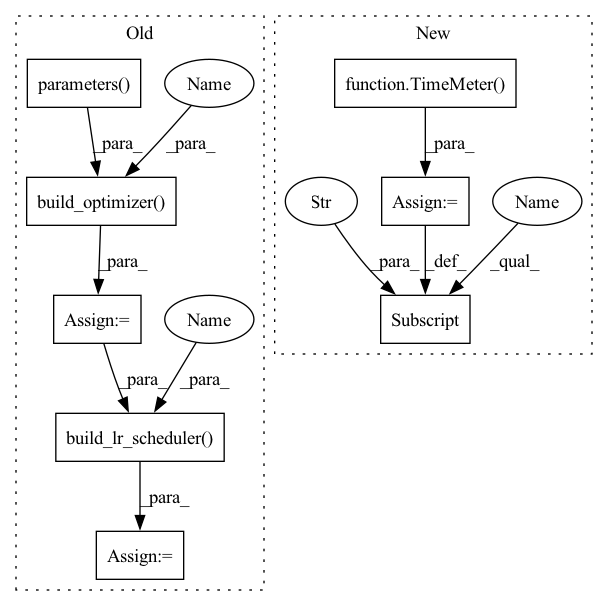 Old
New
parameters()
Name
function.TimeMeter()
_para_
_para_
_para_
build_optimizer()
Str
Assign:=
Name
_para_
_para_
_def_
_qual_
Assign:=
Name
Subscript
_para_
_para_
build_lr_scheduler()
_para_
Assign:=